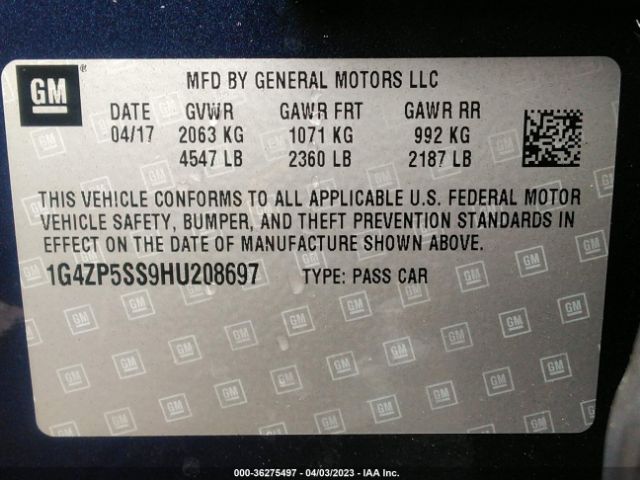 GM ®
MFD BY GENERAL MOTORS LLC
DATE GVWR GAWR FRT GAWR RR
04/17 2063 KG 1071 KG 992 KG
4547 LB 2360 LB 2187 LB
THIS VEHICLE CONFORMS TO ALL APPLICABLE U.S. FEDERAL MOTOR
VEHICLE SAFETY, BUMPER, AND THEFT PREVENTION STANDARDS IN
EFFECT ON THE DATE OF MANUFACTURE SHOWN ABOVE.
1G4ZP5SS9HU208697 TYPE: PASS CAR
000-36275497 - 04/03/2023 - IAA Inc.